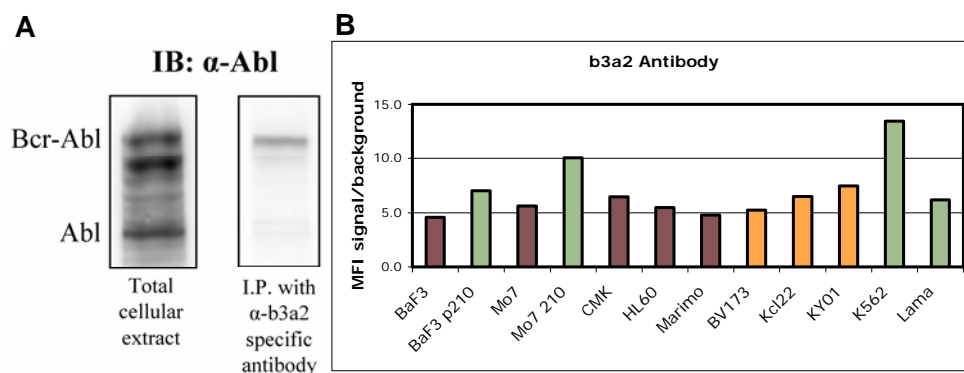 A
IB: α-Abl
Bcr-Abl
Abl
Total
cellular
extract
I.P. with
α-b3a2
specific
antibody
B
b3a2 Antibody
MFI signal/background
15.0
10.0
5.0
0.0
BaF3
BaF3 p210
Mo7
Mo7 210
CMK
HL60
Marimo
BV173
Kcl22
KY01
K562
Lama